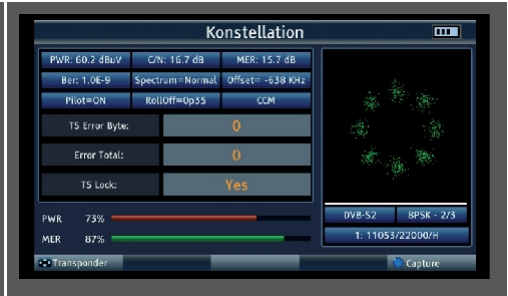 Konstellation
PWR: 60.2 dBuV C/N: 16.7 dB MER: 15.7 dB
Ber: 1.0E-9 Spectrum=Normal Offset= -638 KHz
Pilot=ON RollOff=0p35 CCM
TS Error Byte: 0
Error Total: 0
TS Lock: Yes
PWR 73%
MER 87%
DVB-S2 8PSK - 2/3
1: 11053/22000/H
Transponder Capture